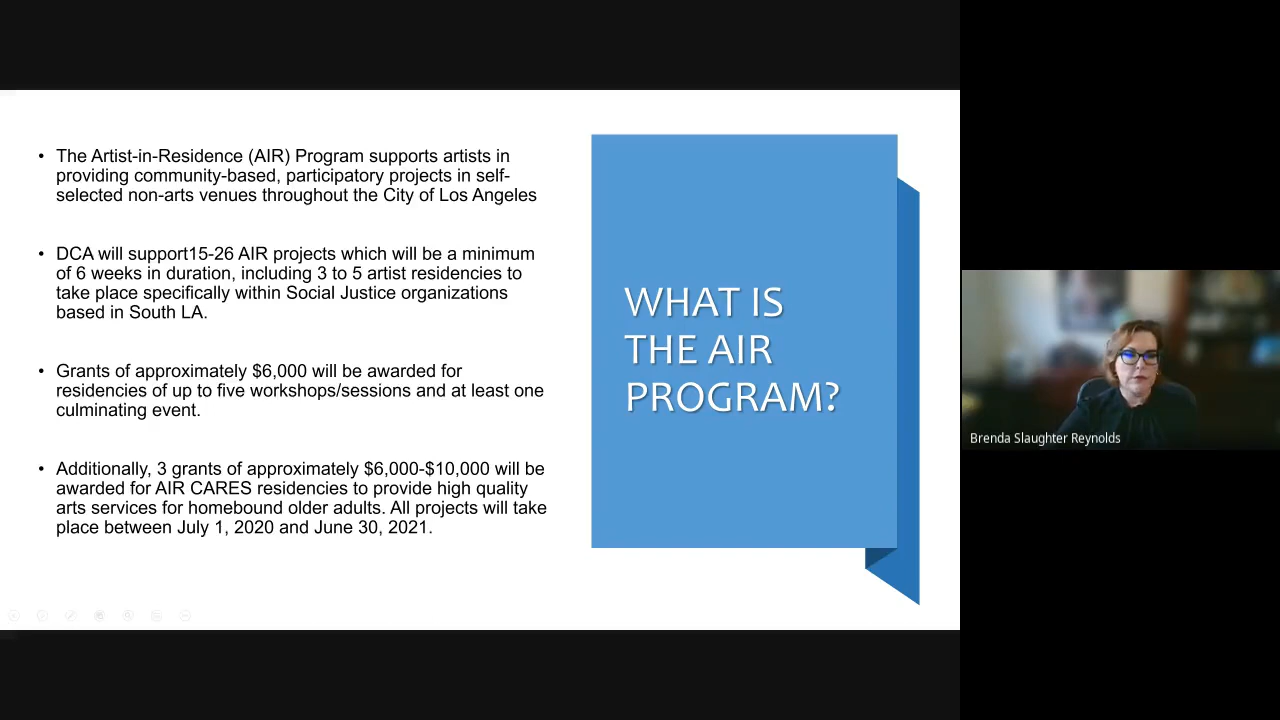 • The Artist-in-Residence (AIR) Program supports artists in
providing community-based, participatory projects in self-
selected non-arts venues throughout the City of Los Angeles
• DCA will support15-26 AIR projects which will be a minimum
of 6 weeks in duration, including 3 to 5 artist residencies to
take place specifically within Social Justice organizations
based in South LA.
• Grants of approximately $6,000 will be awarded for
residencies of up to five workshops/sessions and at least one
culminating event.
• Additionally, 3 grants of approximately $6,000-$10,000 will be
awarded for AIR CARES residencies to provide high quality
arts services for homebound older adults. All projects will take
place between July 1, 2020 and June 30, 2021.
WHAT IS
THE AIR
PROGRAM?
Brenda Slaughter Reynolds